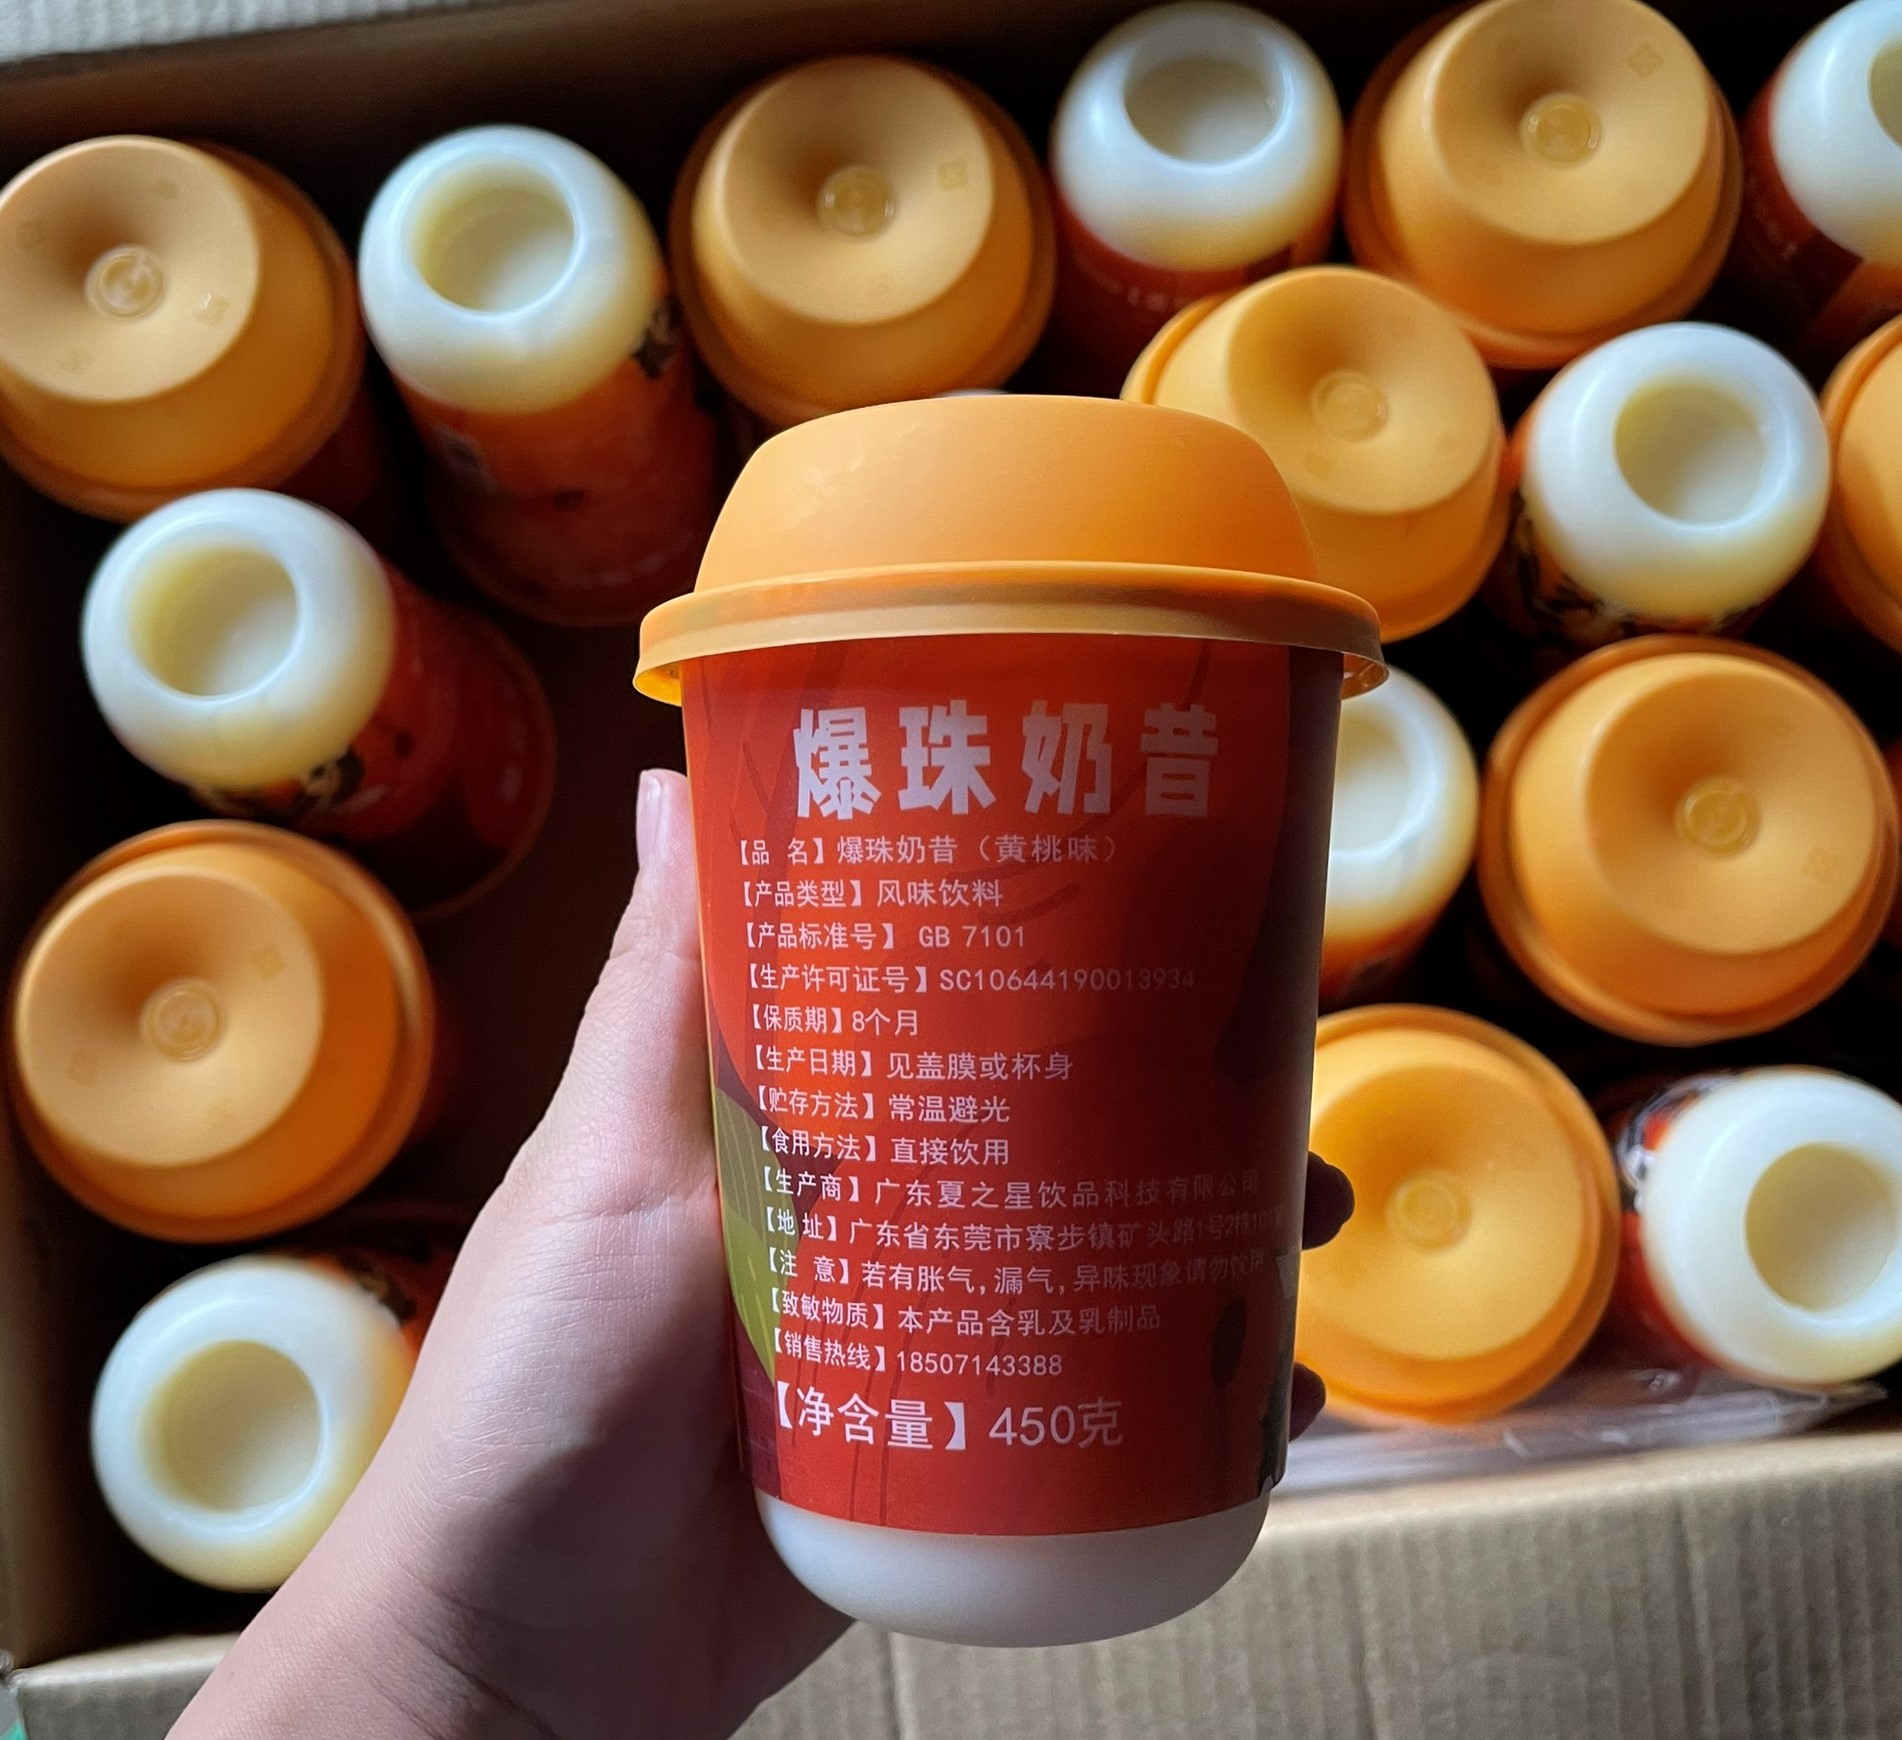 爆珠奶昔
【品 名】爆珠奶昔（黄桃味）
【产品类型】风味饮料
【产品标准号】 GB 7101
【生产许可证号】SC10644190013934
【保质期】8个月
【生产日期】见盖膜或杯身
【贮存方法】常温避光
【食用方法】直接饮用
【生产商】广东夏之星饮品科技有限公司
【地 址】广东省东莞市寮步镇矿头路1号2栋101
【注 意】若有胀气,漏气,异味现象请勿饮用
【致敏物质】本产品含乳及乳制品
【销售热线】18507143388
【净含量】450克